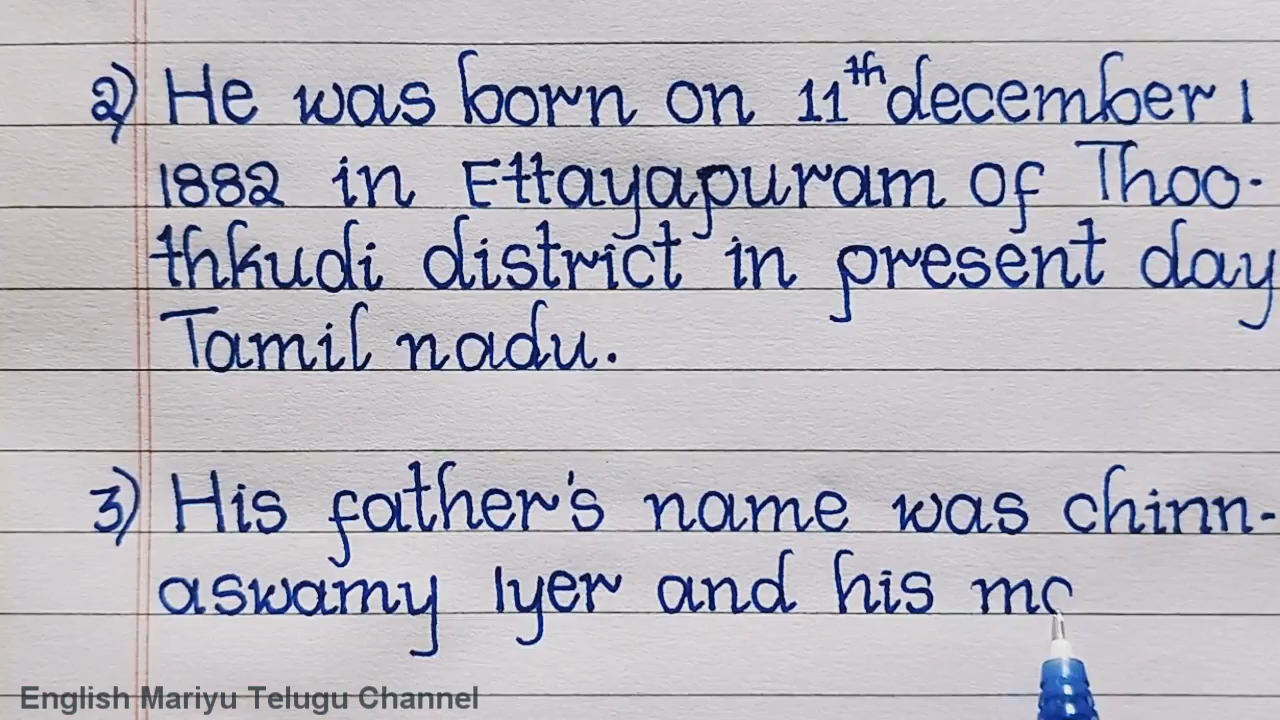 2) He was born on 11th december 1
1882 in Ettayapuram of Thoo-
thkudi district in present day
Tamil nadu.
3) His father's name was chinn-
aswamy Iyer and his mo
English Mariyu Telugu Channel